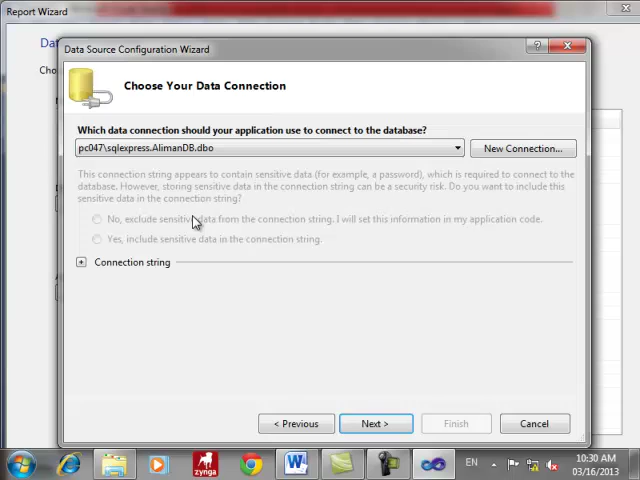 Report Wizard
Data Source Configuration Wizard
Choose Your Data Connection
Which data connection should your application use to connect to the database?
pc047\sqlexpress.AlimanDB.dbo
New Connection...
This connection string appears to contain sensitive data (for example, a password), which is required to connect to the
database. However, storing sensitive data in the connection string can be a security risk. Do you want to include this
sensitive data in the connection string?
No, exclude sensitive data from the connection string. I will set this information in my application code.
Yes, include sensitive data in the connection string.
Connection string
< Previous
Next >
Finish
Cancel
zynga
EN
10:30 AM
03/16/2013